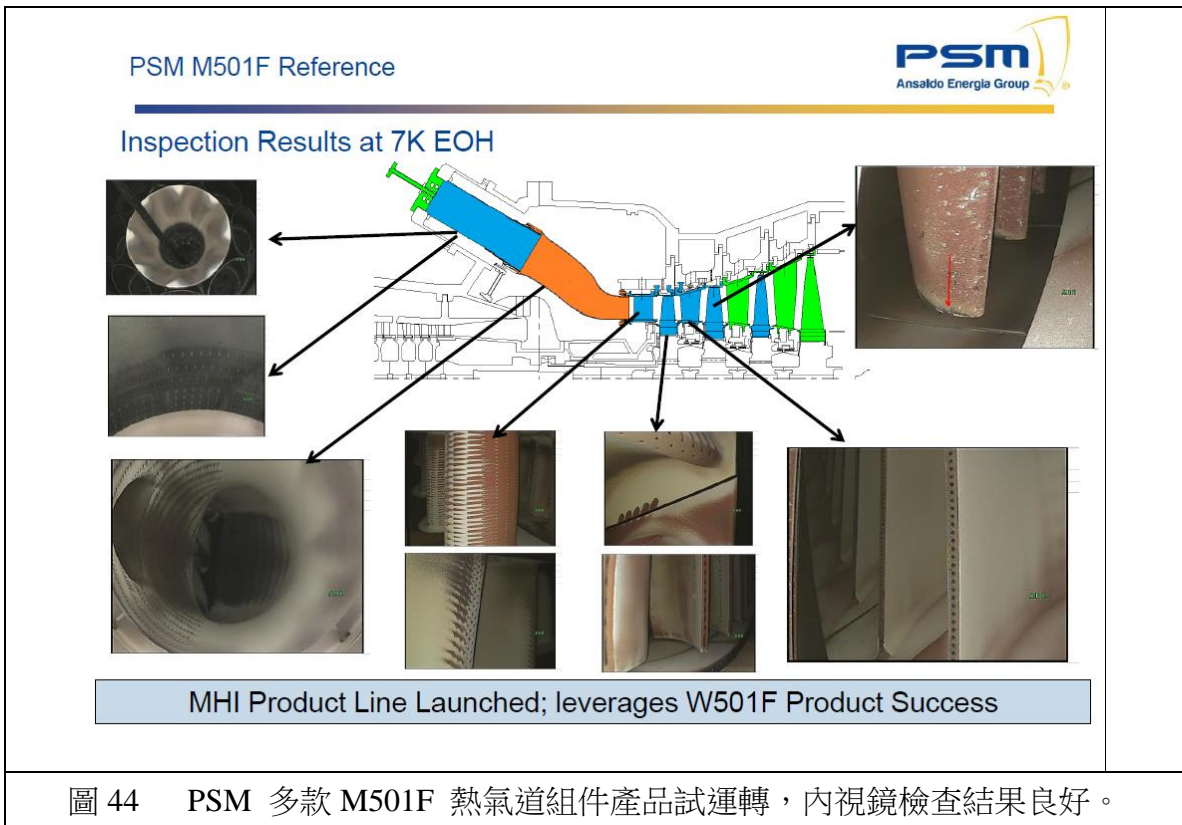 PSM M501F Reference
PSM
Ansaldo Energia Group
Inspection Results at 7K EOH
MHI Product Line Launched; leverages W501F Product Success
圖 44 PSM 多款 M501F 熱氣道組件產品試運轉，內視鏡檢查結果良好。